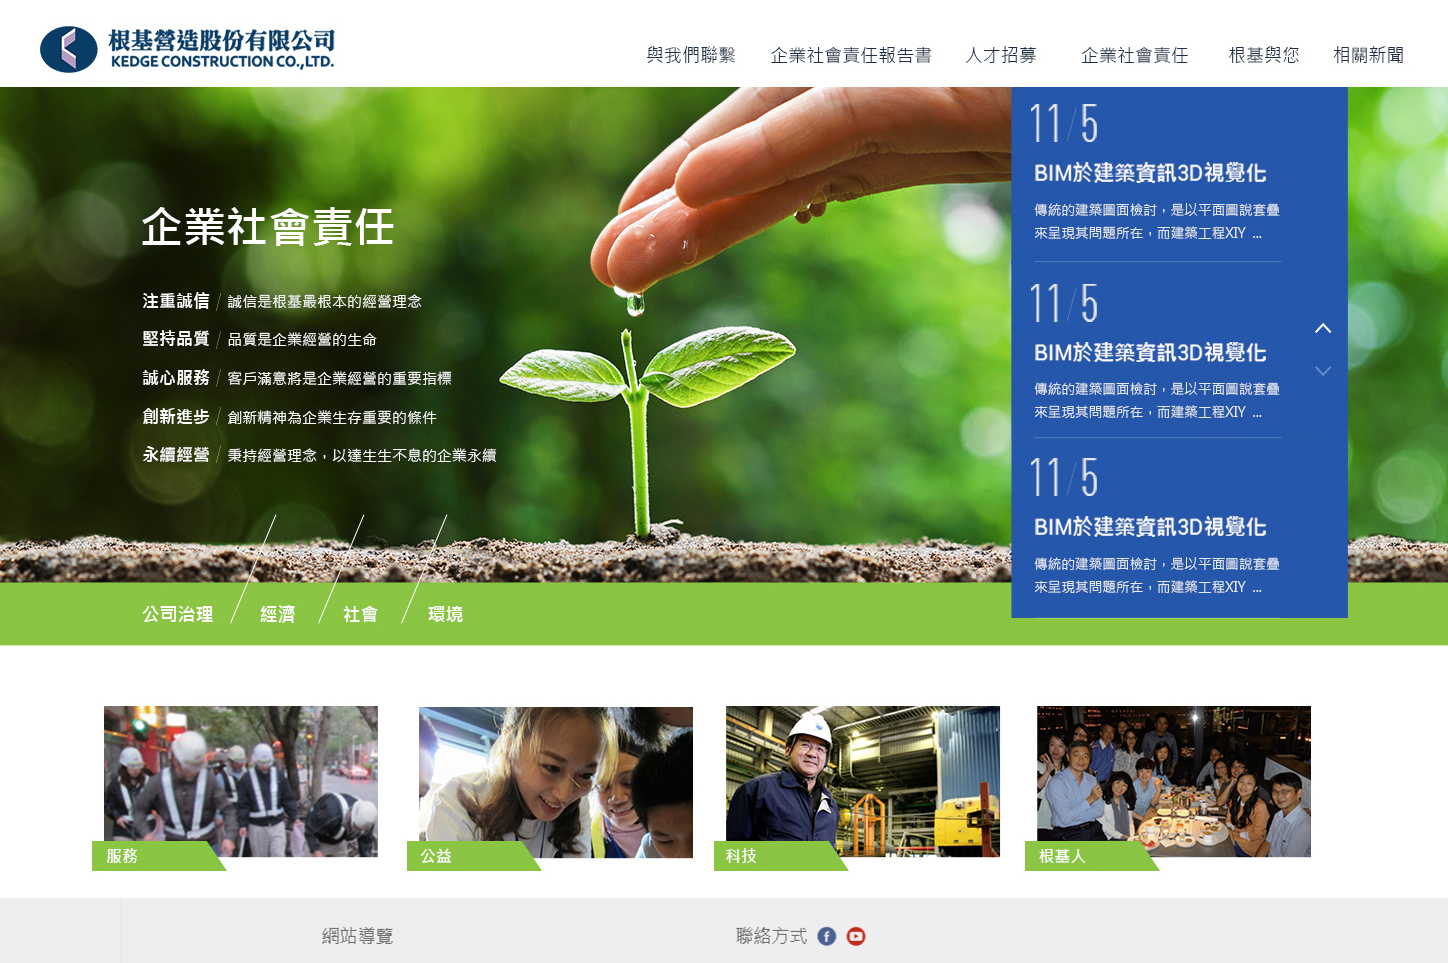 根基營造股份有限公司
KEDGE CONSTRUCTION CO.,LTD.
與我們聯繫 企業社會責任報告書 人才招募 企業社會責任 根基與您 相關新聞
企業社會責任
注重誠信 / 誠信是根基最根本的經營理念
堅持品質 / 品質是企業經營的生命
誠心服務 / 客戶滿意將是企業經營的重要指標
創新進步 / 創新精神為企業生存重要的條件
永續經營 / 秉持經營理念，以達生生不息的企業永續
公司治理 經濟 社會 環境
11/5
BIM於建築資訊3D視覺化
傳統的建築圖面檢討，是以平面圖說套疊
來呈現其問題所在，而建築工程XIY ...
11/5
BIM於建築資訊3D視覺化
傳統的建築圖面檢討，是以平面圖說套疊
來呈現其問題所在，而建築工程XIY ...
11/5
BIM於建築資訊3D視覺化
傳統的建築圖面檢討，是以平面圖說套疊
來呈現其問題所在，而建築工程XIY ...
服務
公益
科技
根基人
網站導覽
聯絡方式